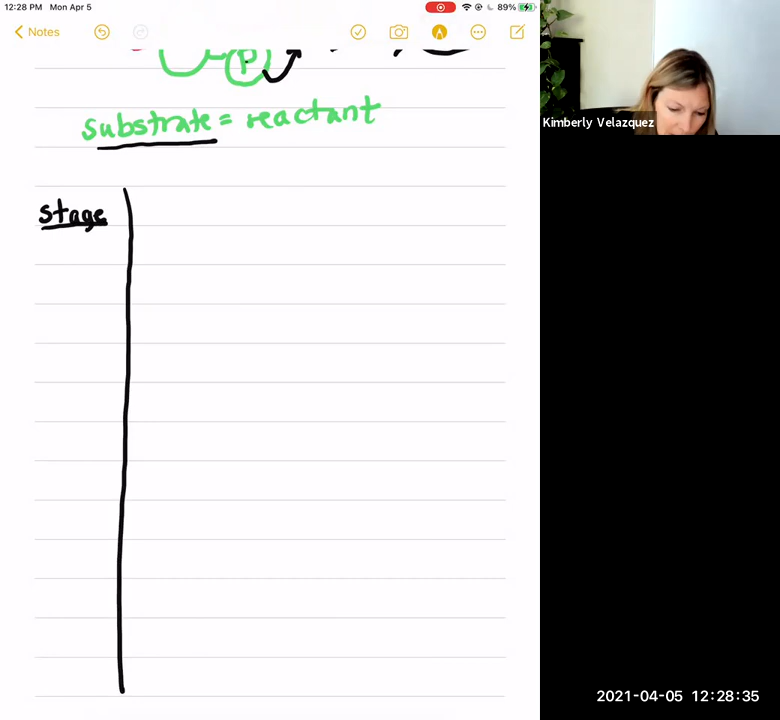 12:28 PM Mon Apr 5
89%
Notes
P
substrate = reactant
stage
Kimberly Velazquez
2021-04-05 12:28:35